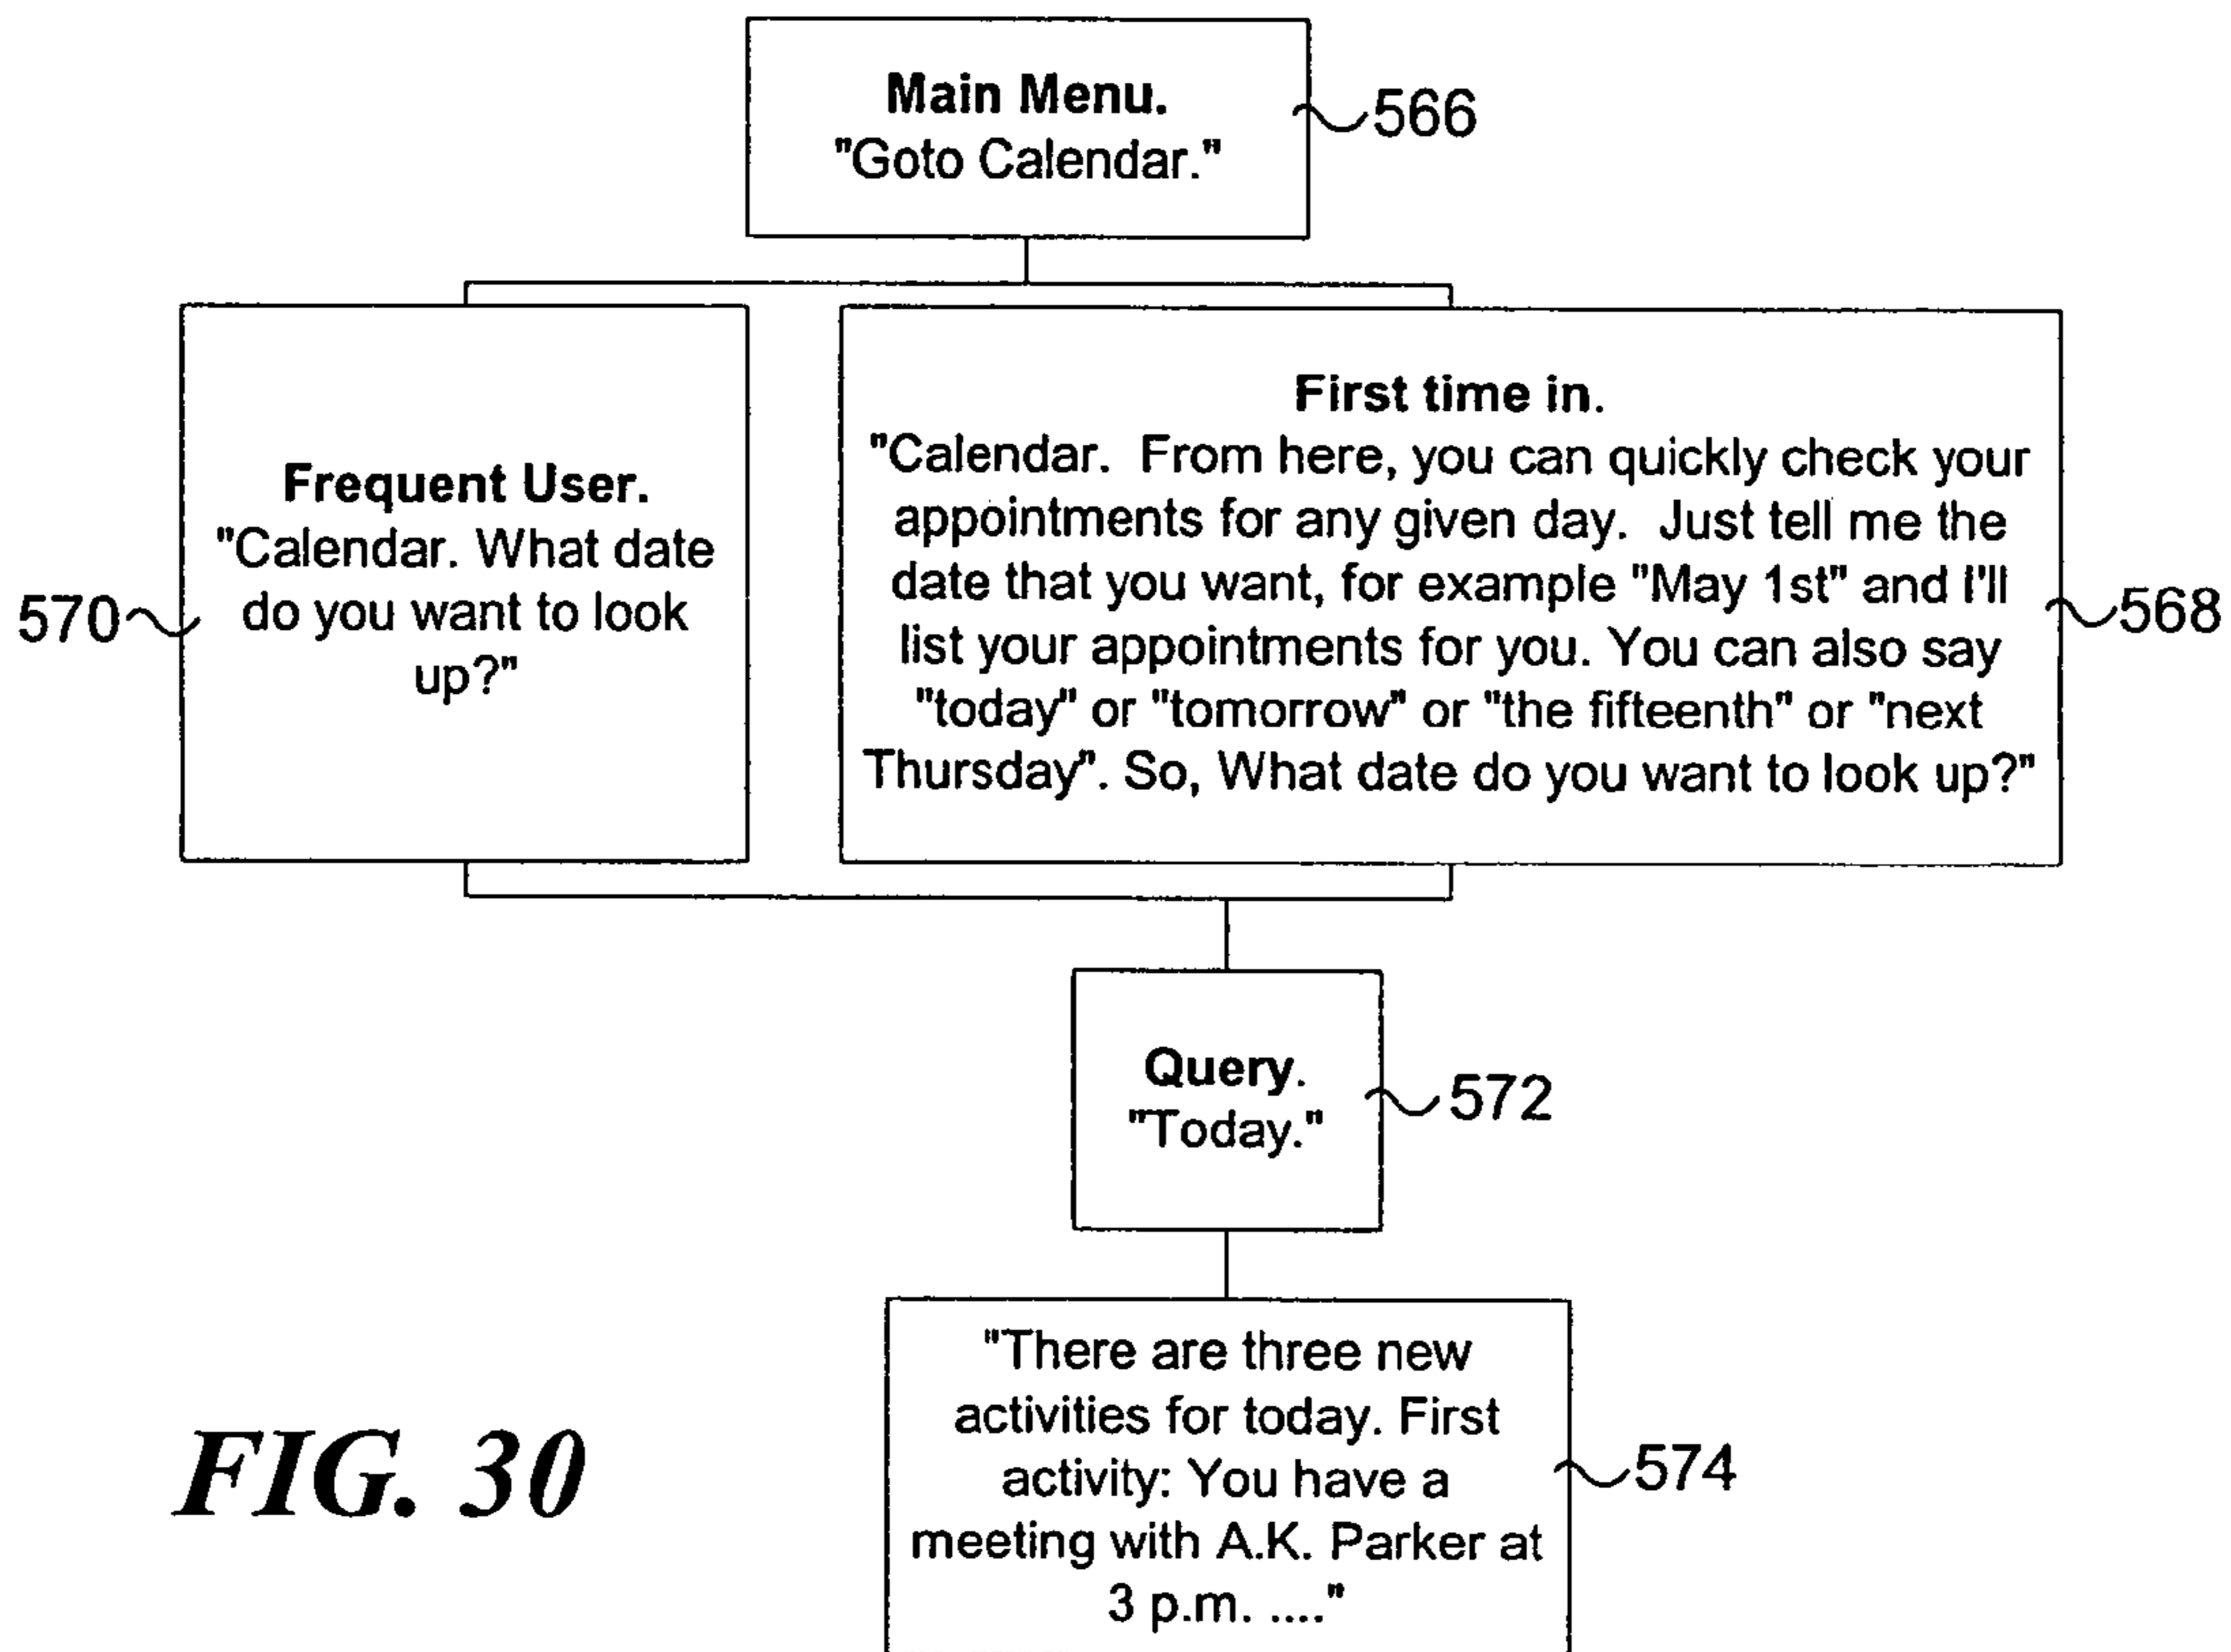 Main Menu.
"Goto Calendar."
566
Frequent User.
"Calendar. What date
do you want to look
up?"
570
First time in.
"Calendar.  From here, you can quickly check your
appointments for any given day.  Just tell me the
date that you want, for example "May 1st" and I'll
list your appointments for you. You can also say
"today" or "tomorrow" or "the fifteenth" or "next
Thursday". So, What date do you want to look up?"
568
Query.
"Today."
572
"There are three new
activities for today. First
activity: You have a
meeting with A.K. Parker at
3 p.m. ...."
574
FIG. 30